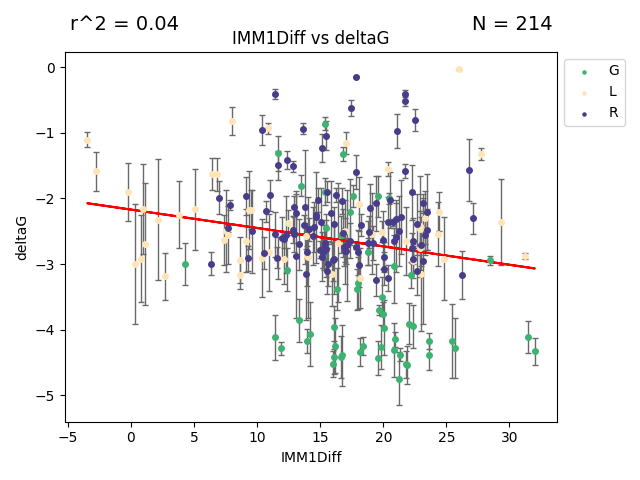 r^2 = 0.04 N = 214
IMM1Diff vs deltaG
G
L
R
0
−1
−2
−3
−4
−5
deltaG
−5 0 5 10 15 20 25 30
IMM1Diff